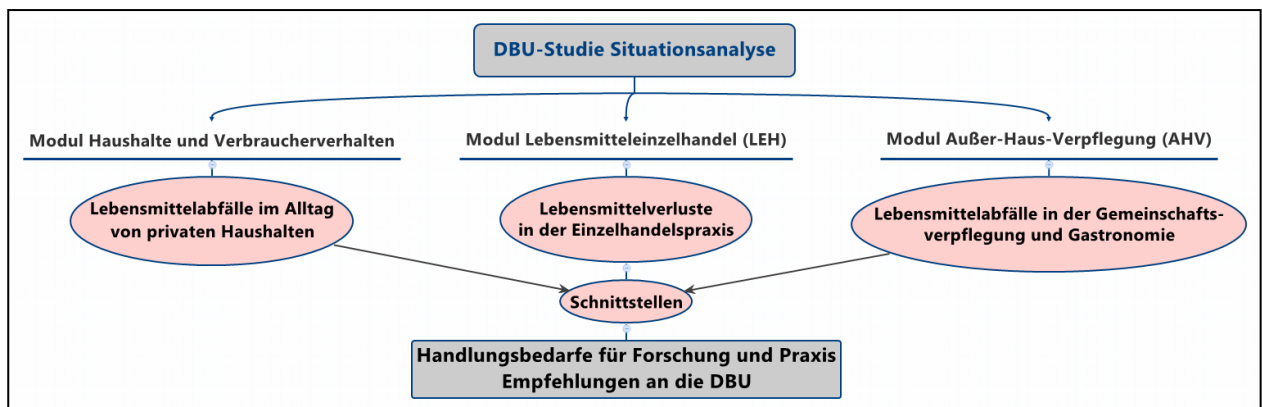 DBU-Studie Situationsanalyse
Modul Haushalte und Verbraucherverhalten
Modul Lebensmitteleinzelhandel (LEH)
Modul Außer-Haus-Verpflegung (AHV)
Lebensmittelabfälle im Alltag
von privaten Haushalten
Lebensmittelverluste
in der Einzelhandelspraxis
Lebensmittelabfälle in der Gemeinschafts-
verpflegung und Gastronomie
Schnittstellen
Handlungsbedarfe für Forschung und Praxis
Empfehlungen an die DBU